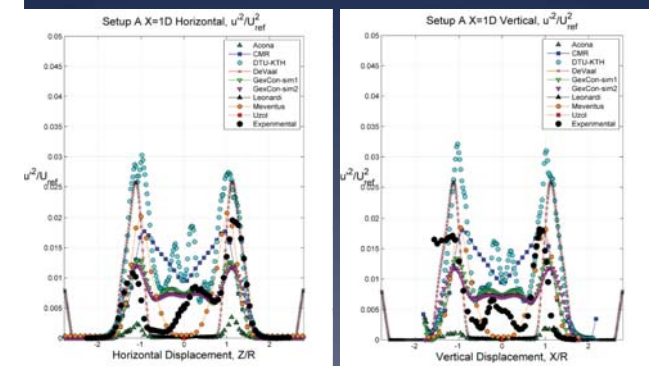 Setup A X=1D Horizontal, u'²/U²ref
0.05
0.045
0.04
0.035
0.03
u'²/U²ref
0.025
0.02
0.015
0.01
0.005
0
-2
-1
0
1
2
Horizontal Displacement, Z/R
Acona
CMR
DTU-KTH
DeVaal
GexCon-sim1
GexCon-sim2
Leonardi
Meventus
Uzol
Experimental
Setup A X=1D Vertical, u'²/U²ref
0.05
0.045
0.04
0.035
0.03
u'²/U²ref
0.025
0.02
0.015
0.01
0.005
0
-2
-1
0
1
2
Vertical Displacement, X/R
Acona
CMR
DTU-KTH
DeVaal
GexCon-sim1
GexCon-sim2
Leonardi
Meventus
Uzol
Experimental